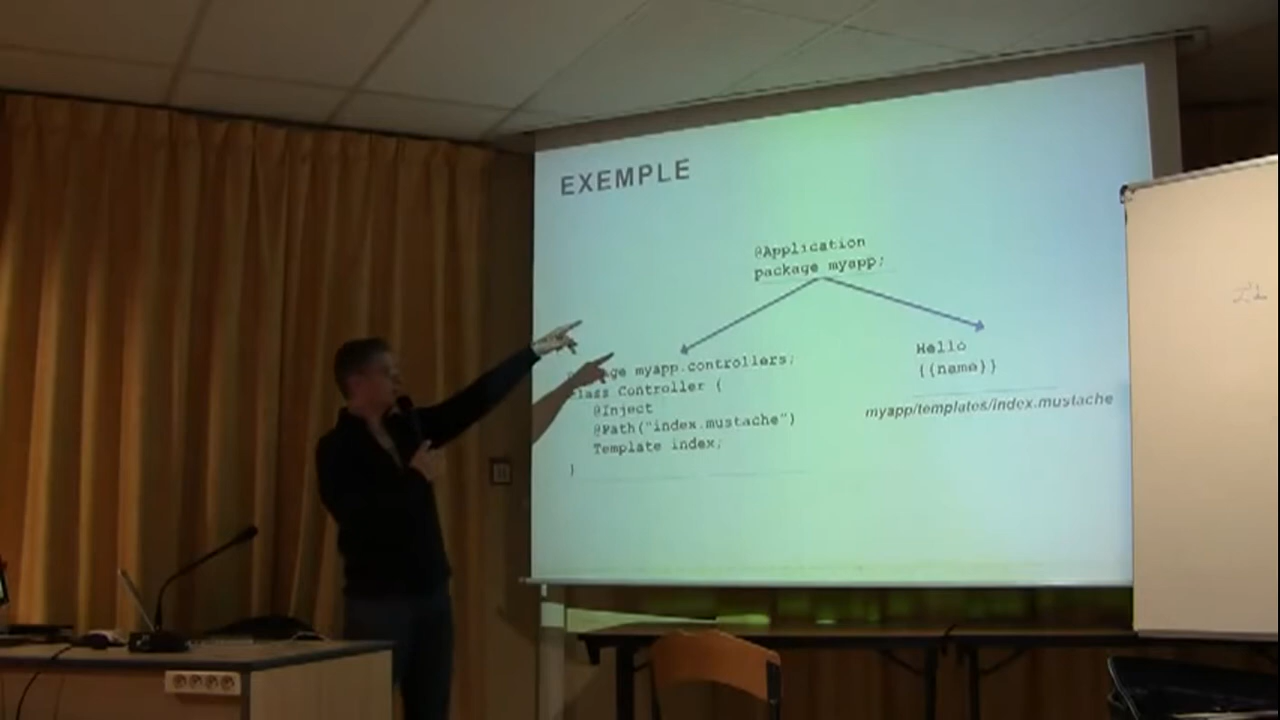 EXEMPLE
@Application
package myapp;
myapp.controllers;
class Controller {
@Inject
@Path("index.mustache")
Template index;
}
Hello
{{name}}
myapp/templates/index.mustache